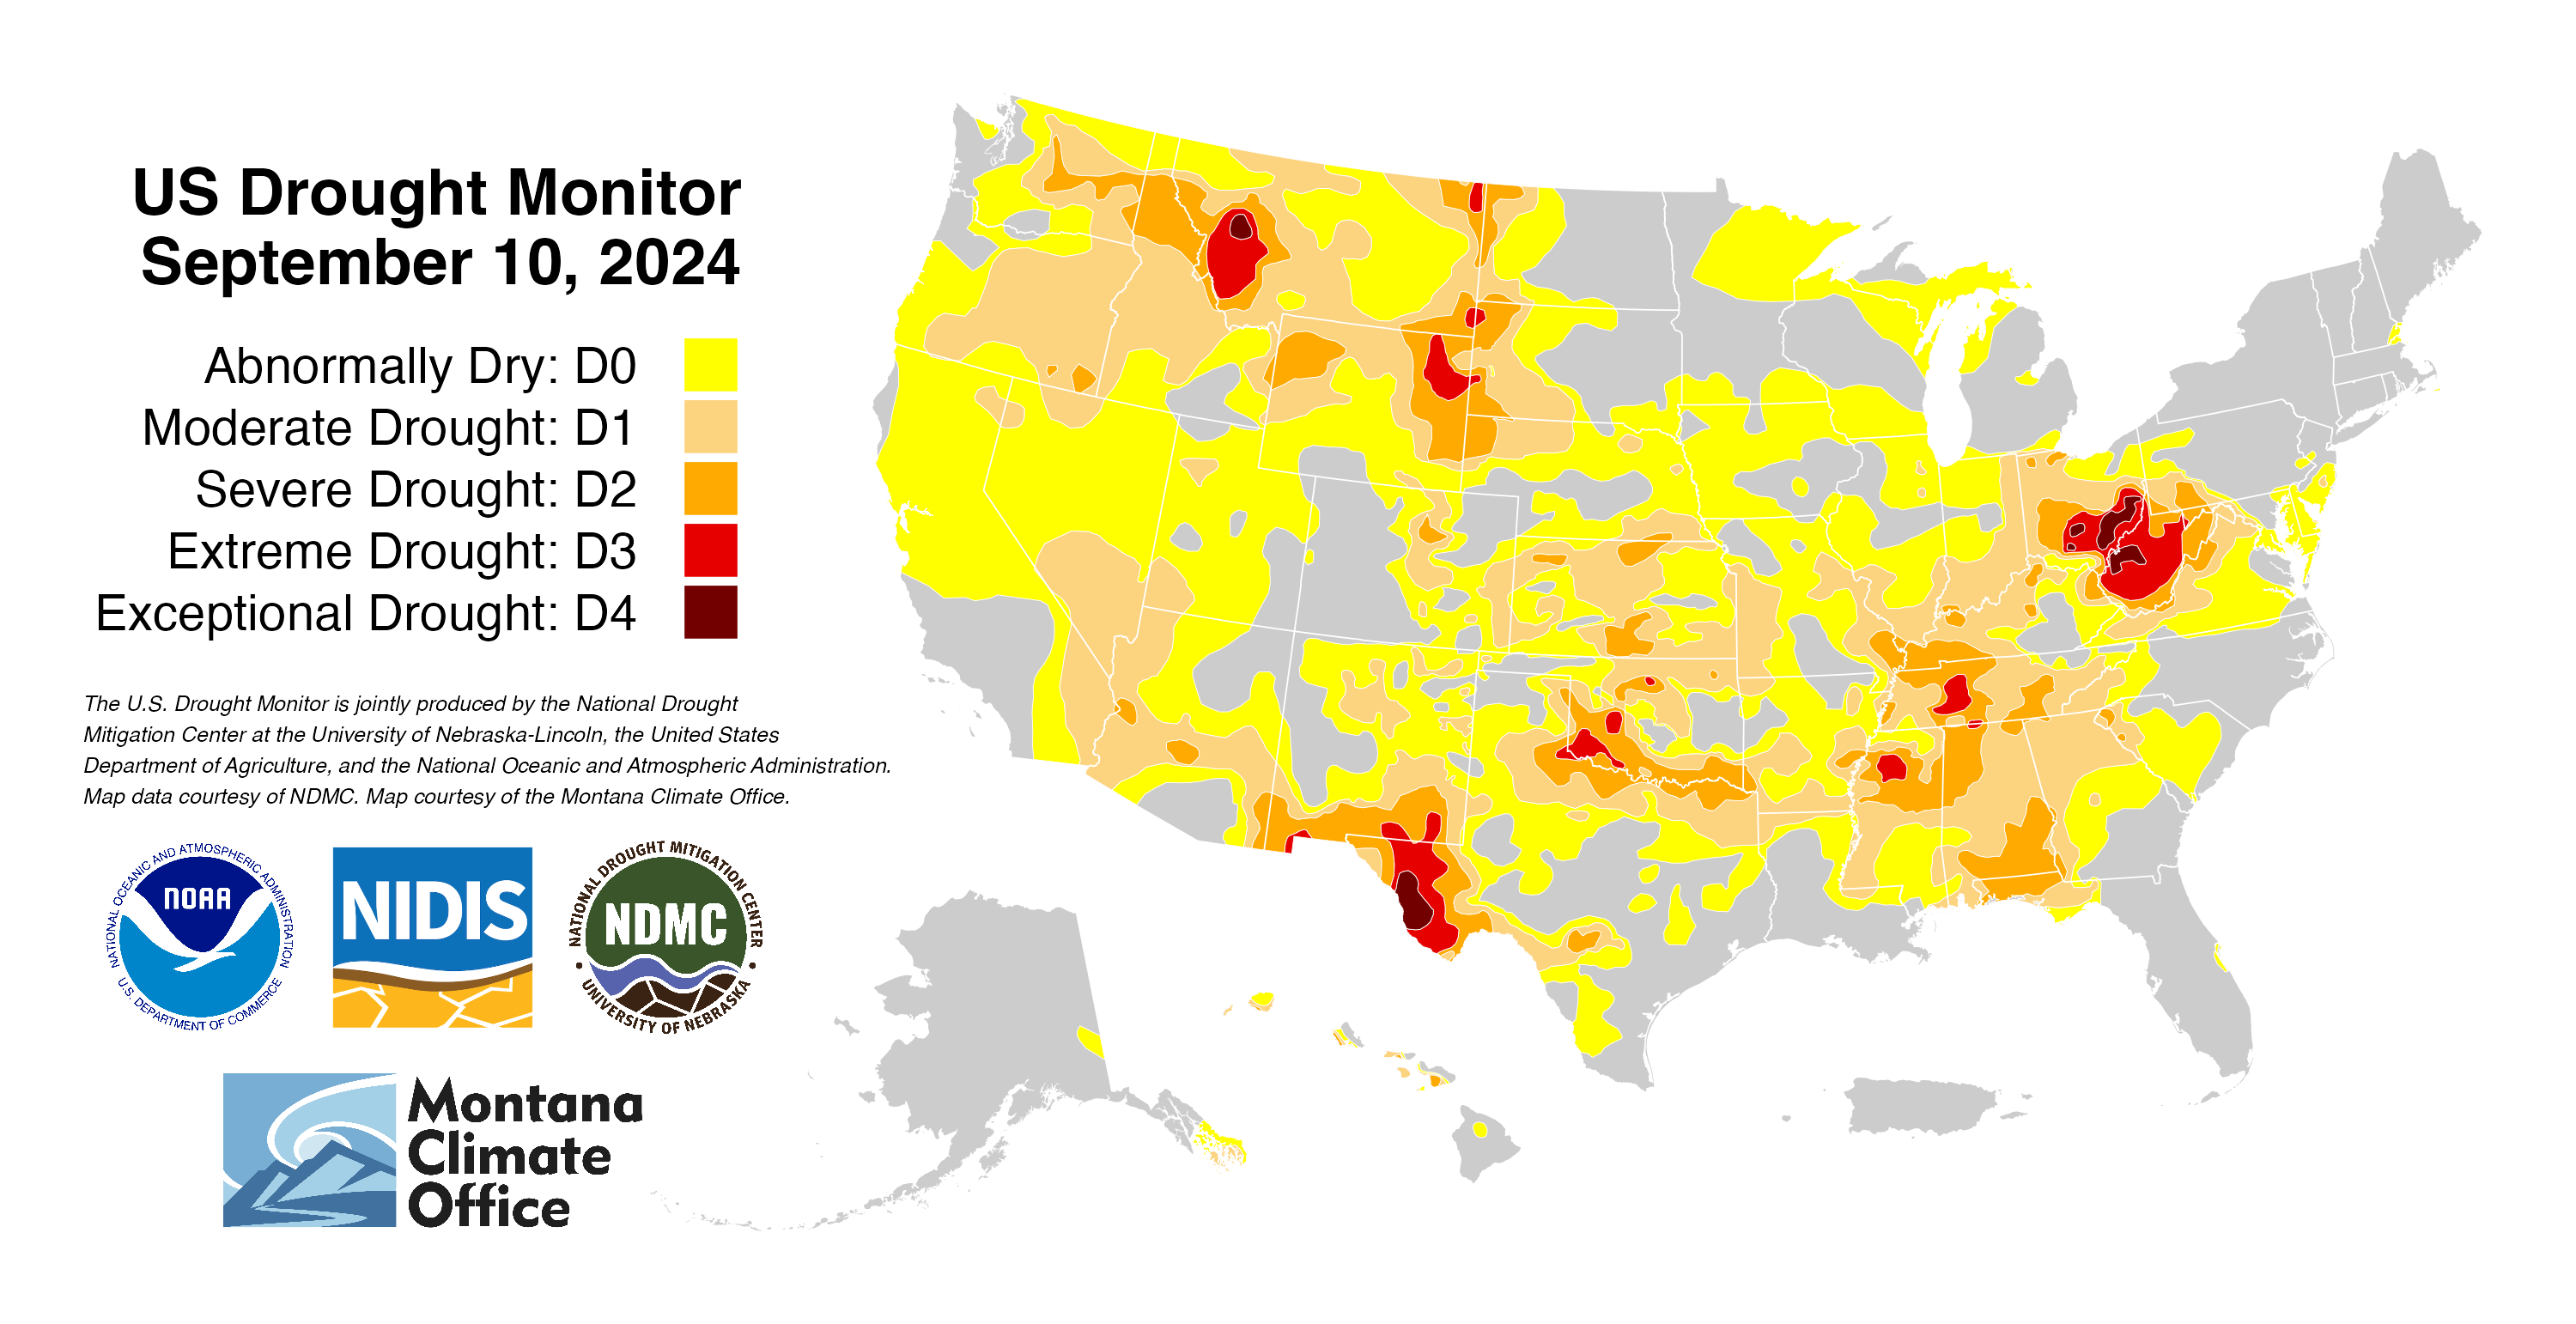 US Drought Monitor
September 10, 2024
Abnormally Dry: D0
Moderate Drought: D1
Severe Drought: D2
Extreme Drought: D3
Exceptional Drought: D4
The U.S. Drought Monitor is jointly produced by the National Drought
Mitigation Center at the University of Nebraska-Lincoln, the United States
Department of Agriculture, and the National Oceanic and Atmospheric Administration.
Map data courtesy of NDMC. Map courtesy of the Montana Climate Office.
NATIONAL OCEANIC AND ATMOSPHERIC ADMINISTRATION
NOAA
U.S. DEPARTMENT OF COMMERCE
NIDIS
NATIONAL DROUGHT MITIGATION CENTER
NDMC
UNIVERSITY OF NEBRASKA
Montana
Climate
Office